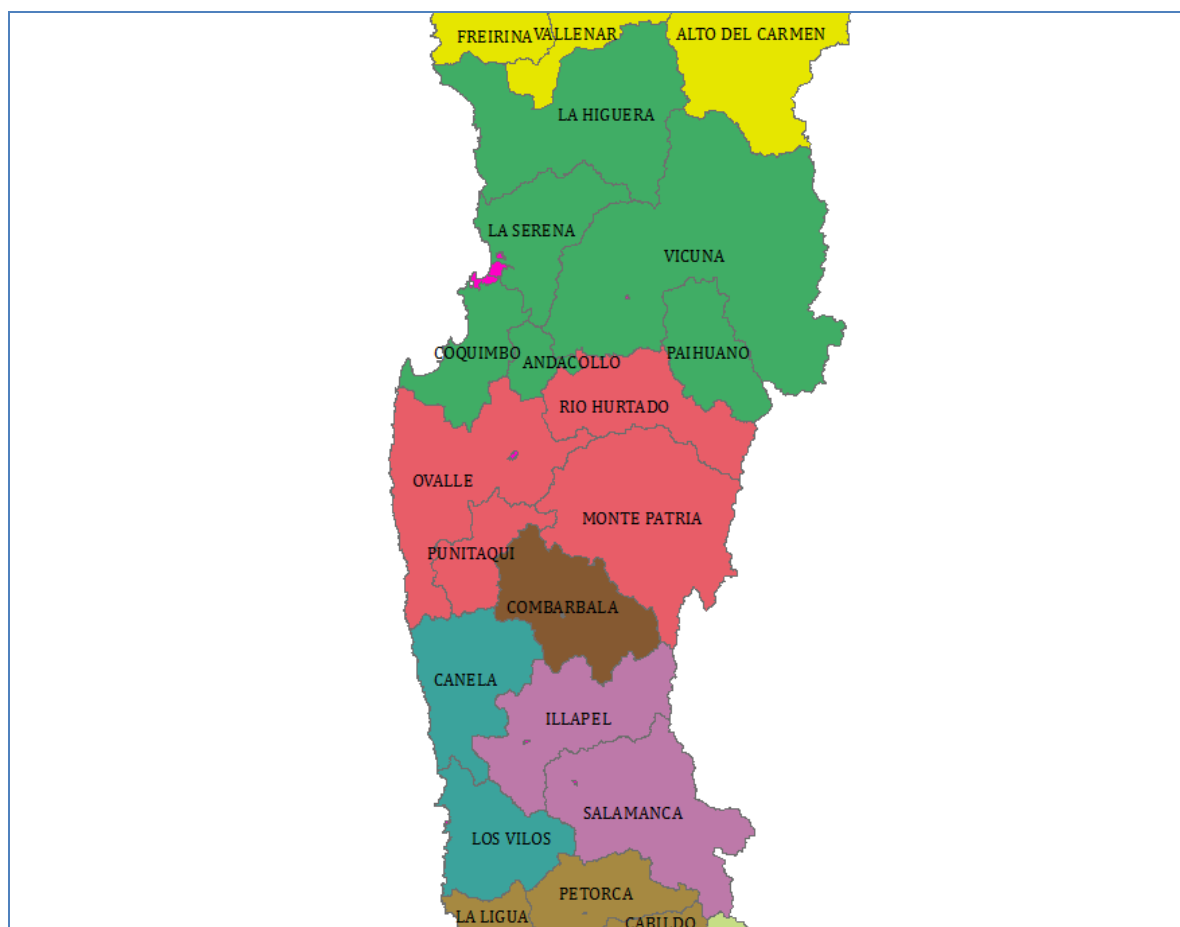 FREIRINA
VALLENAR
ALTO DEL CARMEN
LA HIGUERA
LA SERENA
VICUNA
COQUIMBO
ANDACOLLO
PAIHUANO
RIO HURTADO
OVALLE
MONTE PATRIA
PUNITAQUI
COMBARBALA
CANELA
ILLAPEL
SALAMANCA
LOS VILOS
PETORCA
LA LIGUA
CABILDO